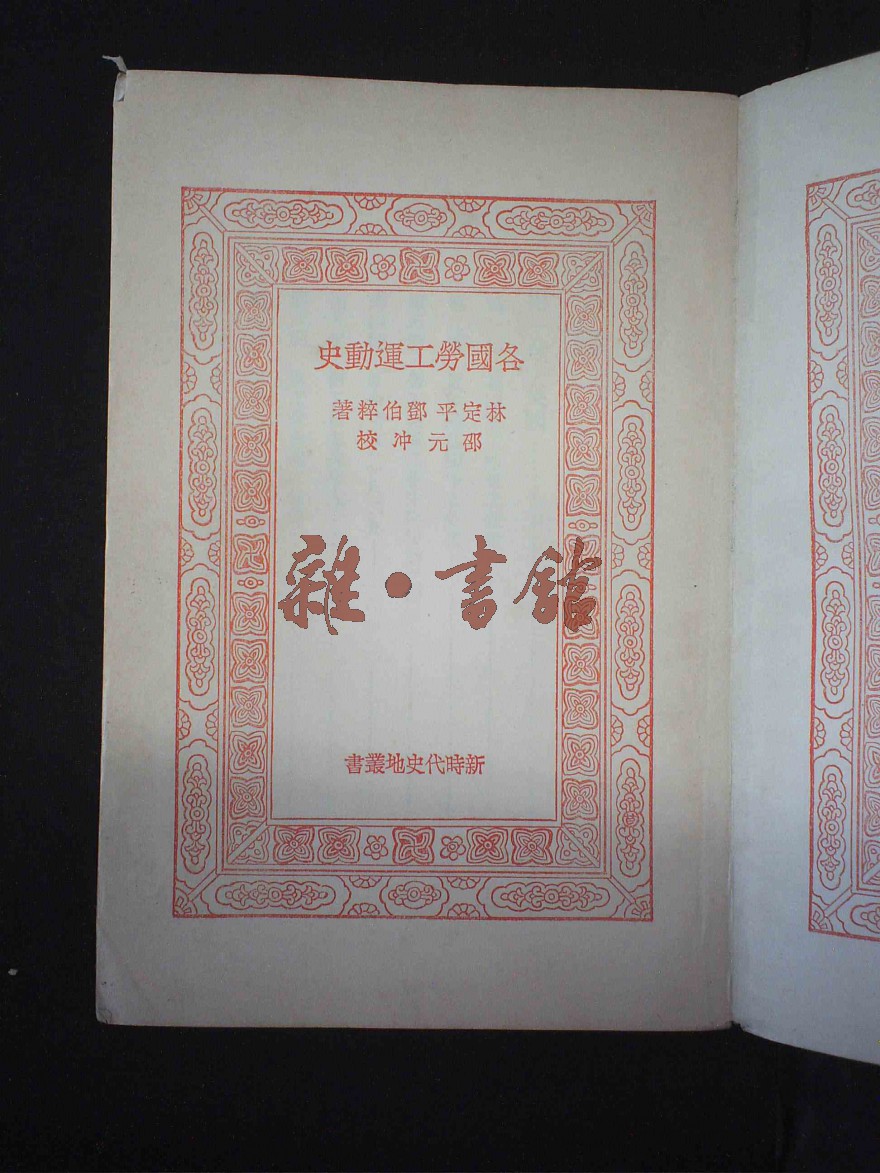 各國勞工運動史
林定平 鄧伯粹著
邵元冲校
雜·書館
新時代史地叢書